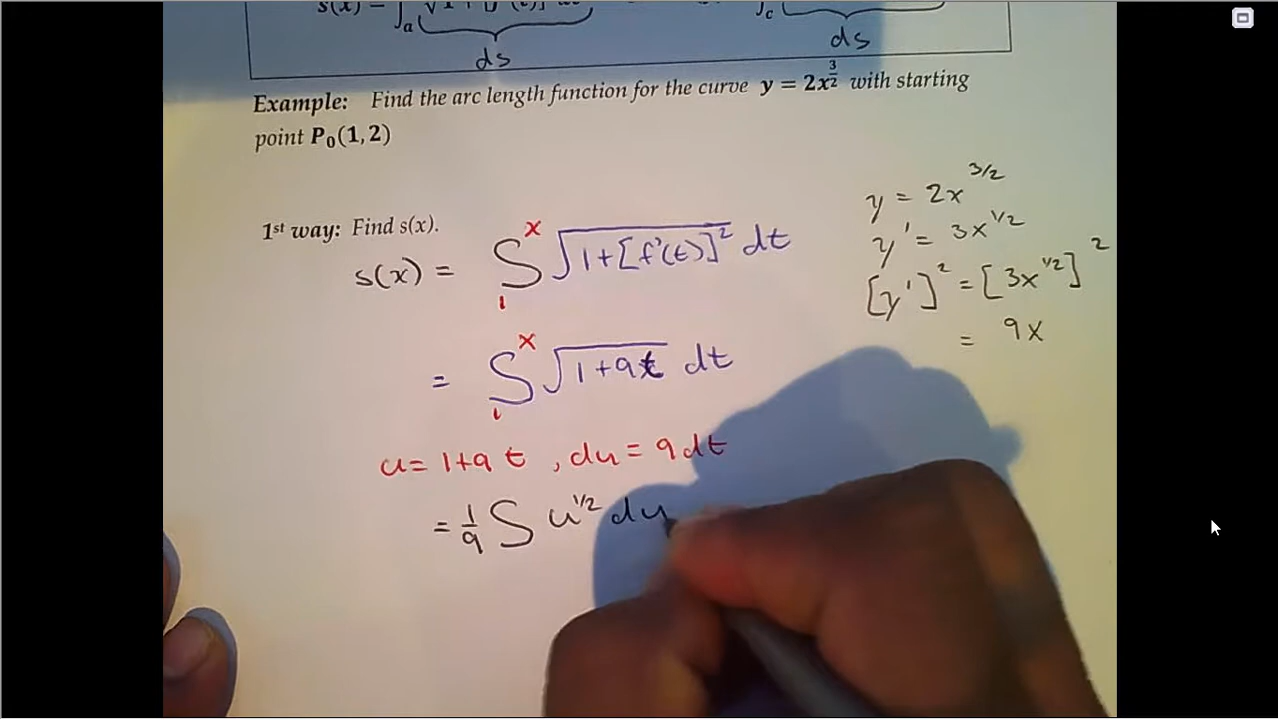 ds
ds
Example: Find the arc length function for the curve y = 2x^{3/2} with starting
point P₀(1, 2)
y = 2x^{3/2}
1st way: Find s(x).
y' = 3x^{1/2}
s(x) = ∫₁ˣ √(1+[f'(t)]²) dt
[y']² = [3x^{1/2}]²
= 9x
= ∫₁ˣ √(1+9t) dt
u = 1+9t , du = 9dt
= 1/9 ∫ u^{1/2} du